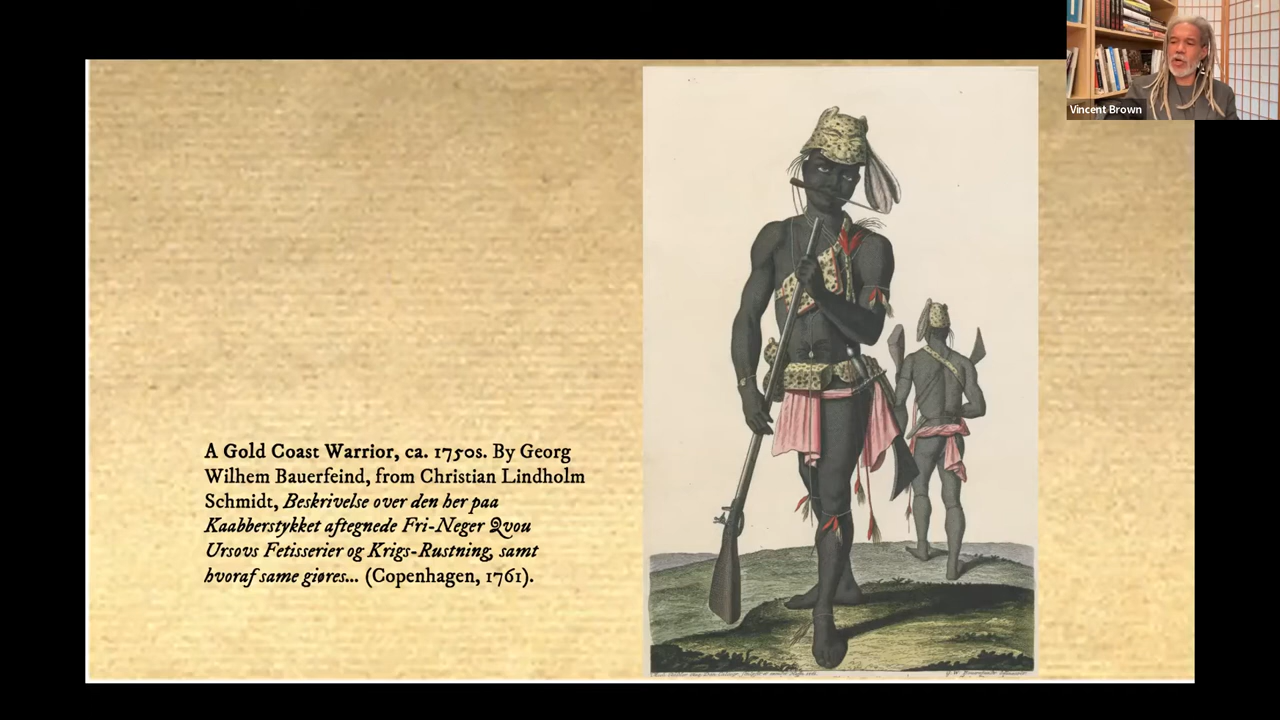 Vincent Brown
A Gold Coast Warrior, ca. 1750s. By Georg
Wilhem Bauerfeind, from Christian Lindholm
Schmidt, Beskrivelse over den her paa
Kaabberstykket aftegnede Fri-Neger Qvou
Ursovs Fetisserier og Krigs-Rustning, samt
hvoraf same giøres... (Copenhagen, 1761).